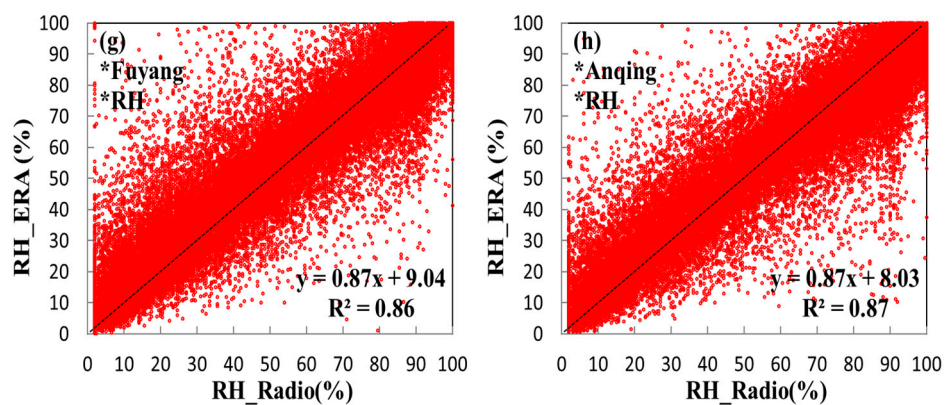 (g)
*Fuyang
*RH
RH_ERA (%)
100
90
80
70
60
50
40
30
20
10
0
y = 0.87x + 9.04
R² = 0.86
0 10 20 30 40 50 60 70 80 90 100
RH_Radio(%)
(h)
*Anqing
*RH
RH_ERA (%)
100
90
80
70
60
50
40
30
20
10
0
y = 0.87x + 8.03
R² = 0.87
0 10 20 30 40 50 60 70 80 90 100
RH_Radio(%)